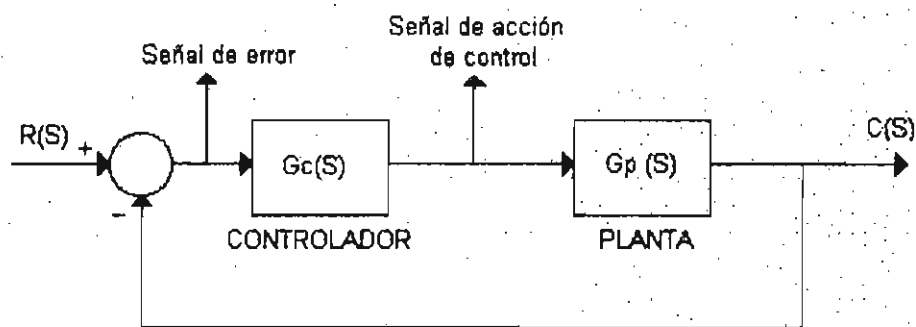 Señal de error
Señal de acción
de control
R(S)
+
C(S)
Gc(S)
Gp (S)
−
CONTROLADOR
PLANTA